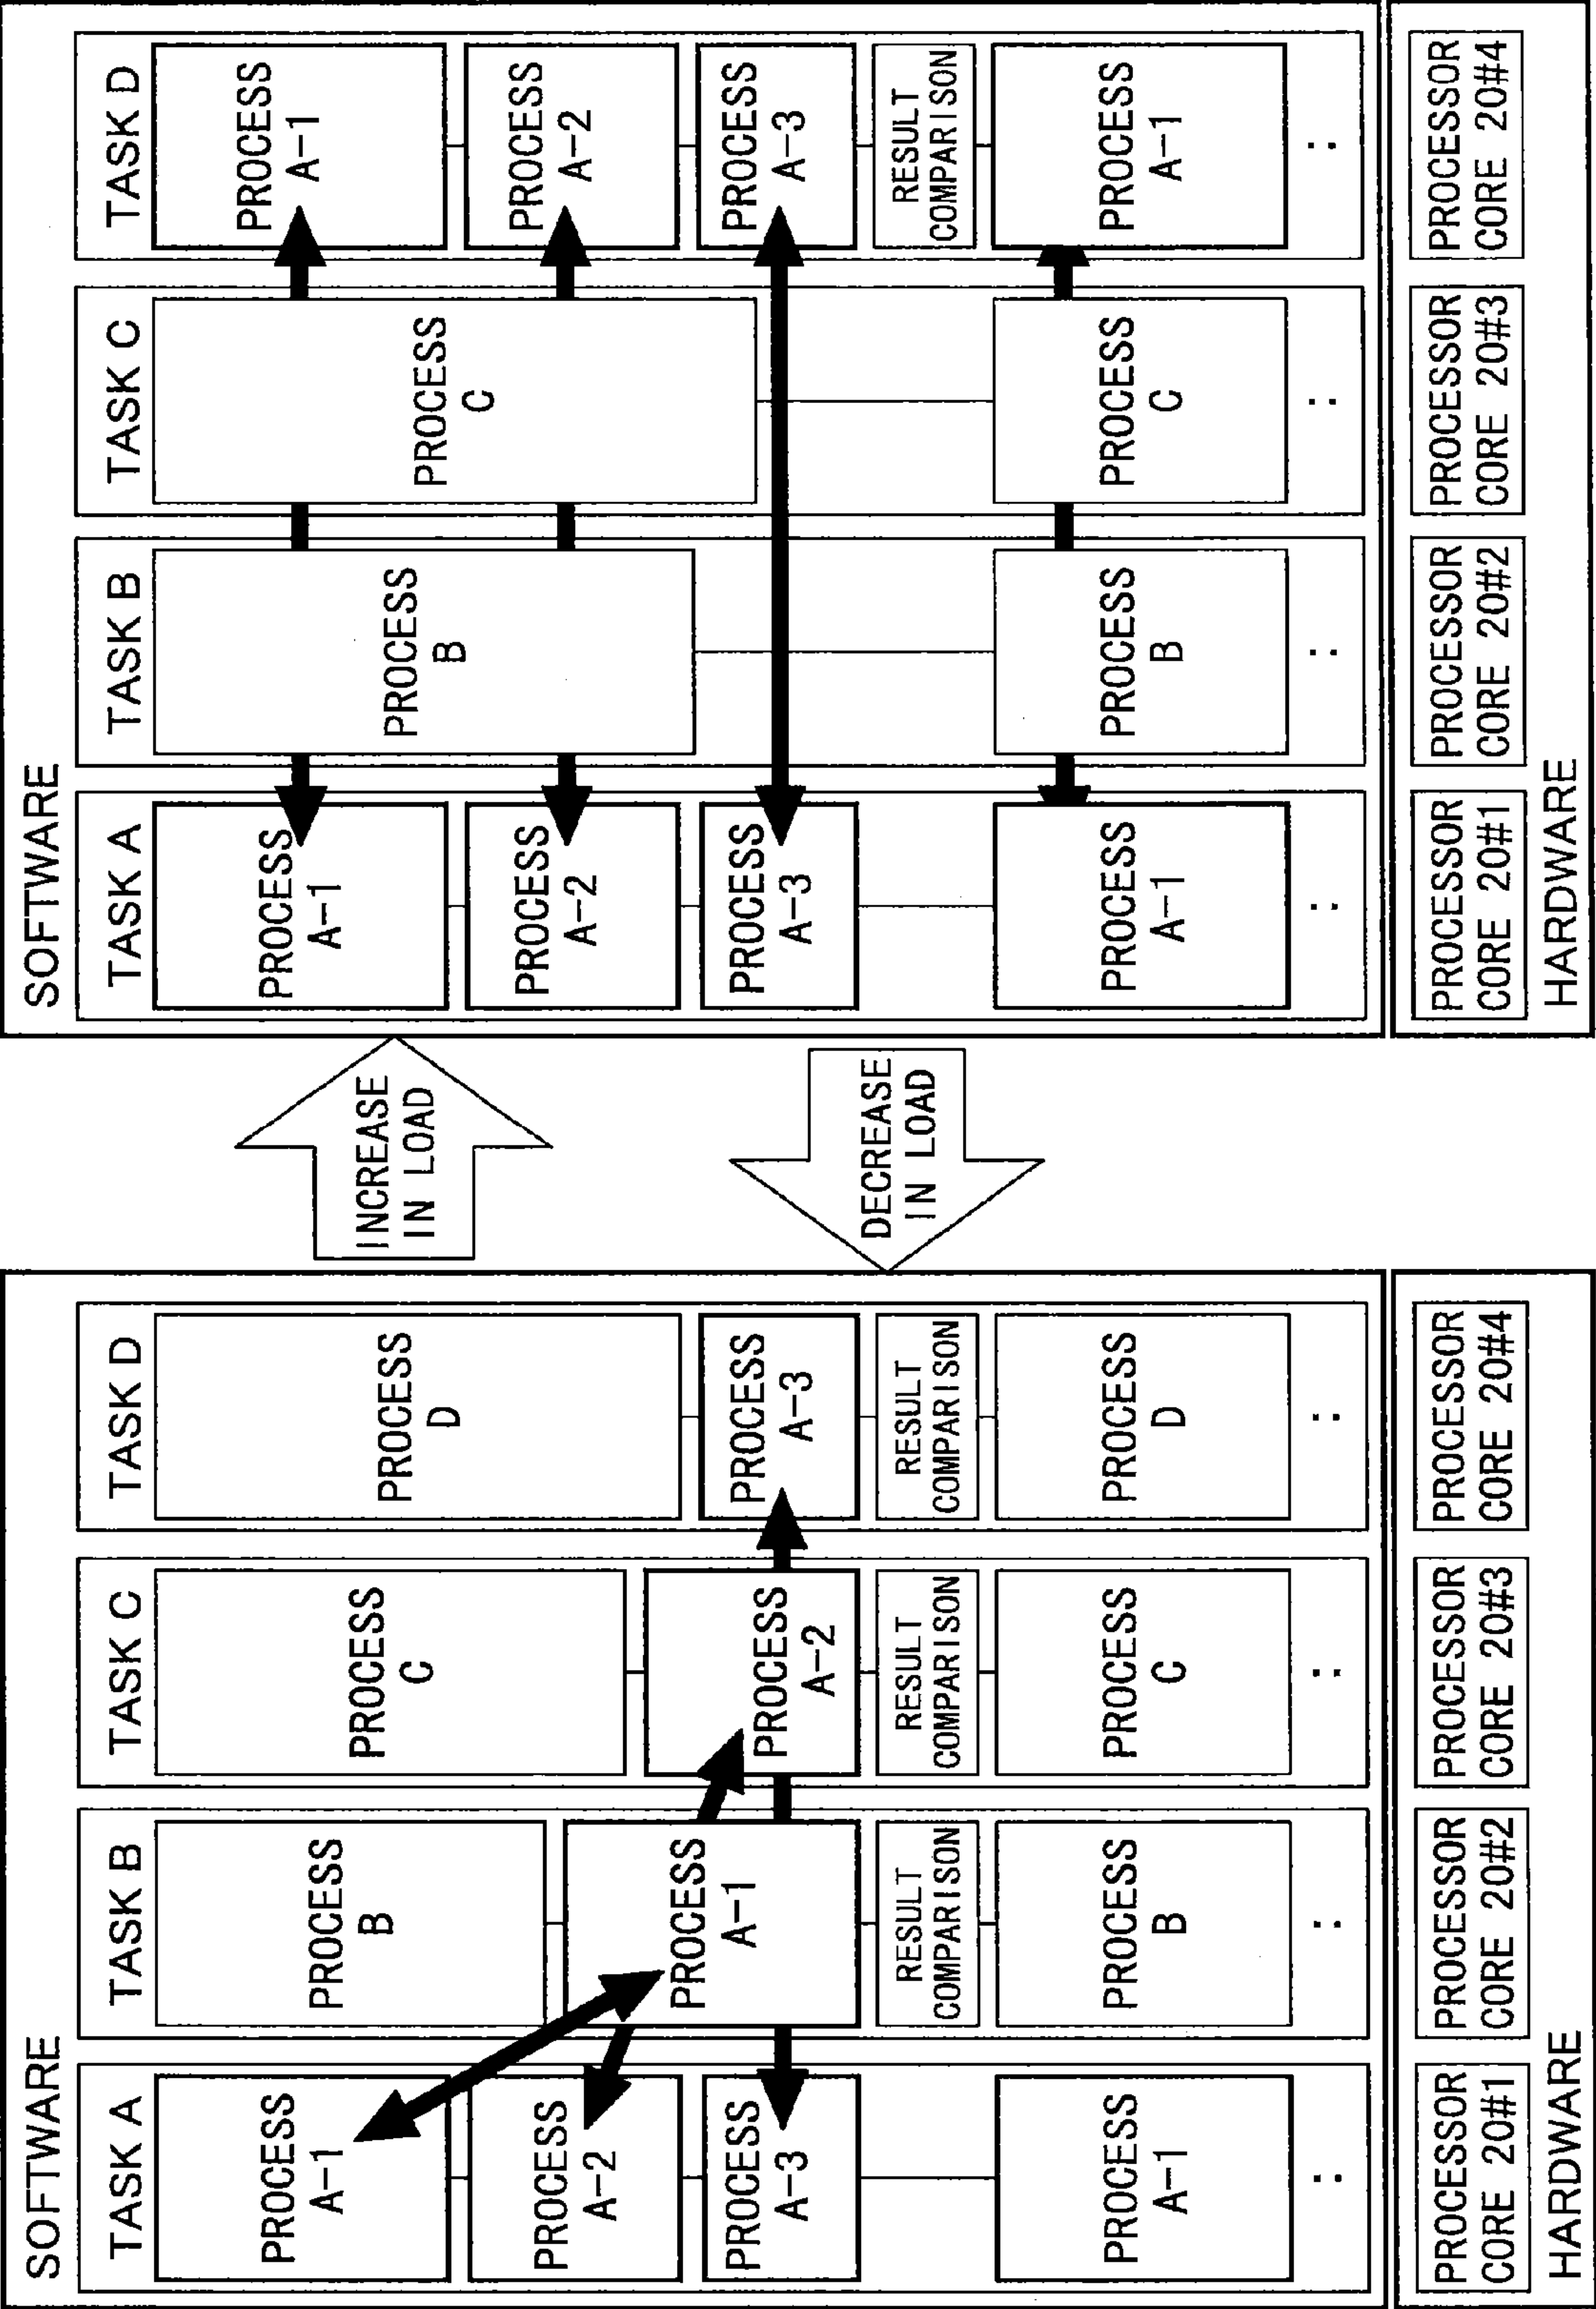 SOFTWARE
TASK A
PROCESS
A-1
PROCESS
A-2
PROCESS
A-3
PROCESS
A-1
:
TASK B
PROCESS
B
PROCESS
A-1
RESULT
COMPARISON
PROCESS
B
:
TASK C
PROCESS
C
PROCESS
A-2
RESULT
COMPARISON
PROCESS
C
:
TASK D
PROCESS
D
PROCESS
A-3
RESULT
COMPARISON
PROCESS
D
:
PROCESSOR
CORE 20#1
PROCESSOR
CORE 20#2
PROCESSOR
CORE 20#3
PROCESSOR
CORE 20#4
HARDWARE
INCREASE
IN LOAD
DECREASE
IN LOAD
SOFTWARE
TASK A
PROCESS
A-1
PROCESS
A-2
PROCESS
A-3
PROCESS
A-1
:
TASK B
PROCESS
B
PROCESS
B
:
TASK C
PROCESS
C
PROCESS
C
:
TASK D
PROCESS
A-1
PROCESS
A-2
PROCESS
A-3
RESULT
COMPARISON
PROCESS
A-1
:
PROCESSOR
CORE 20#1
PROCESSOR
CORE 20#2
PROCESSOR
CORE 20#3
PROCESSOR
CORE 20#4
HARDWARE